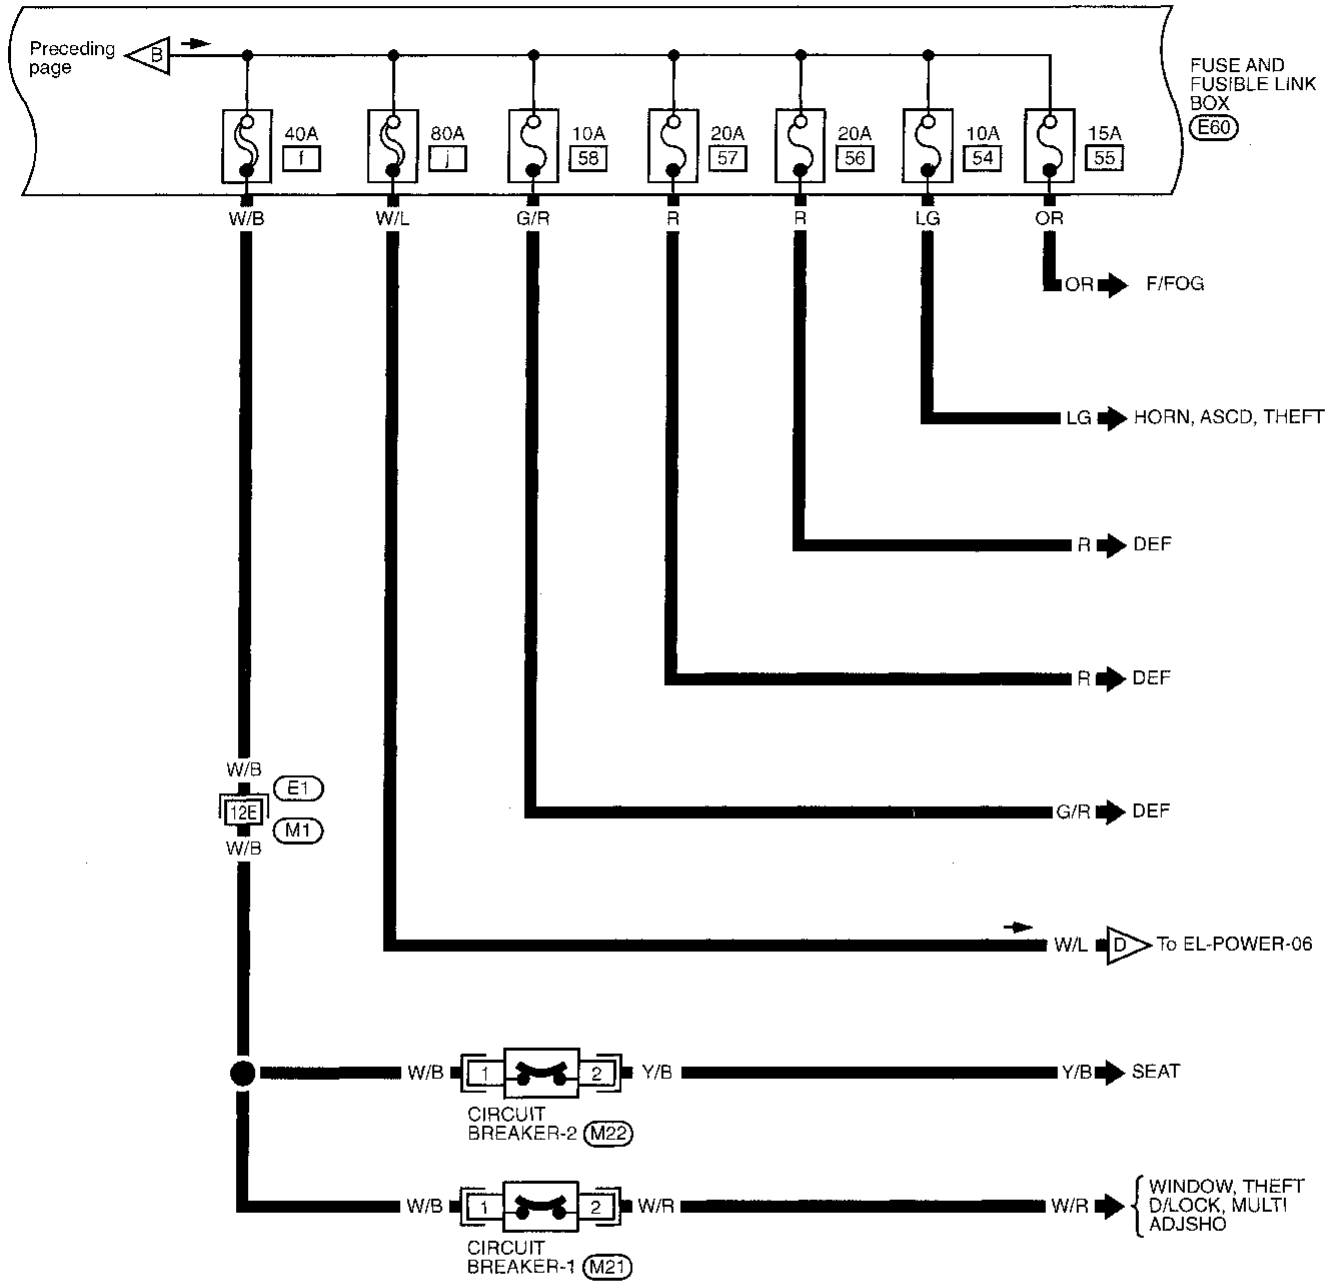 Preceding
page
B
FUSE AND
FUSIBLE LINK
BOX
E60
40A
f
80A
j
10A
58
20A
57
20A
56
10A
54
15A
55
W/B
W/L
G/R
R
R
LG
OR
OR
F/FOG
LG
HORN, ASCD, THEFT
R
DEF
R
DEF
W/B
E1
12E
M1
W/B
G/R
DEF
W/L
D
To EL-POWER-06
W/B
1
2
Y/B
Y/B
SEAT
CIRCUIT
BREAKER-2
M22
W/B
1
2
W/R
W/R
WINDOW, THEFT
D/LOCK, MULTI
ADJSHO
CIRCUIT
BREAKER-1
M21